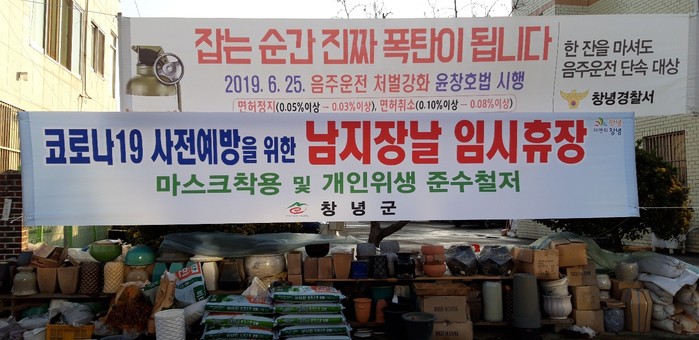 잡는 순간 진짜 폭탄이 됩니다
2019. 6. 25. 음주운전 처벌강화 윤창호법 시행
면허정지(0.05%이상→0.03%이상), 면허취소(0.10%이상→0.08%이상)
한 잔을 마셔도
음주운전 단속 대상
창녕경찰서
코로나19 사전예방을 위한 남지장날 임시휴장
마스크착용 및 개인위생 준수철저
창녕군
창녕